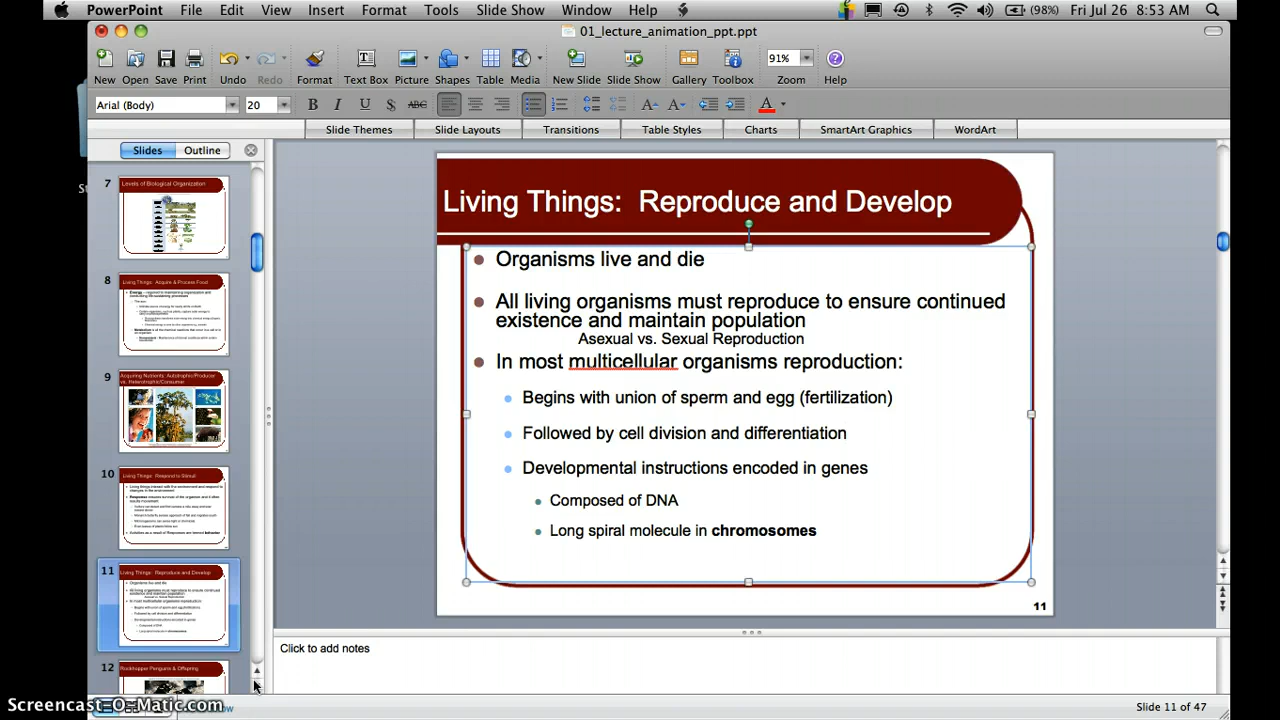 PowerPoint File Edit View Insert Format Tools Slide Show Window Help (98%) Fri Jul 26 8:53 AM
01_lecture_animation_ppt.ppt
New Open Save Print Undo Redo Format Text Box Picture Shapes Table Media New Slide Slide Show Gallery Toolbox 91% Zoom Help
Arial (Body) 20 B I U S ABC A A A
Slide Themes Slide Layouts Transitions Table Styles Charts SmartArt Graphics WordArt
Slides Outline
7
Levels of Biological Organization
8
Living Things: Acquire & Process Food
9
Acquiring Nutrients: Autotrophic/Producer
vs. Heterotrophic/Consumer
10
Living Things: Respond to Stimuli
11
Living Things: Reproduce and Develop
12
Rockhopper Penguins & Offspring
Living Things: Reproduce and Develop
Organisms live and die
All living organisms must reproduce to ensure continued
existence and maintain population
Asexual vs. Sexual Reproduction
In most multicellular organisms reproduction:
Begins with union of sperm and egg (fertilization)
Followed by cell division and differentiation
Developmental instructions encoded in genes
Composed of DNA
Long spiral molecule in chromosomes
11
Click to add notes
Screencast-O-Matic.com
Slide 11 of 47